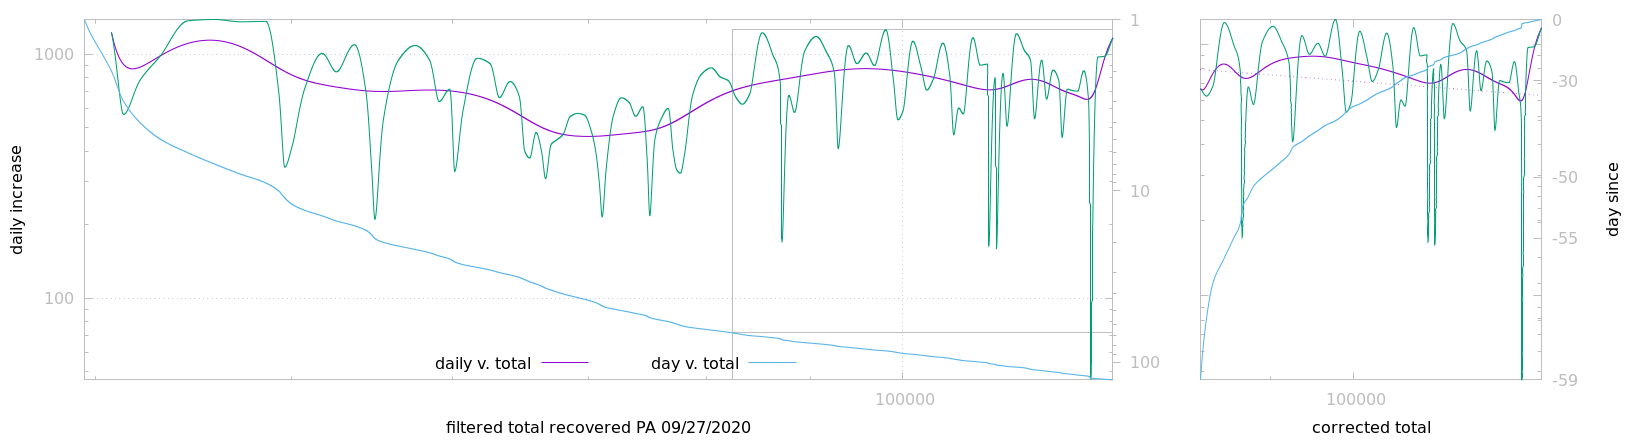 1000
100
daily increase
daily v. total
day v. total
100000
filtered total recovered PA 09/27/2020
1
10
100
100000
corrected total
0
-30
-50
-55
-59
day since